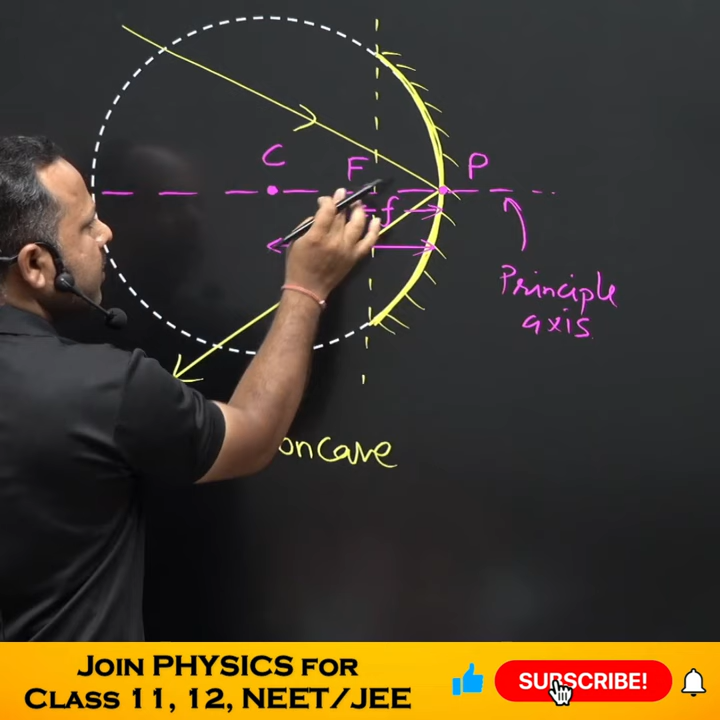 C
F
P
f
Principle
axis
oncave
JOIN PHYSICS FOR
CLASS 11, 12, NEET/JEE
SUBSCRIBE!